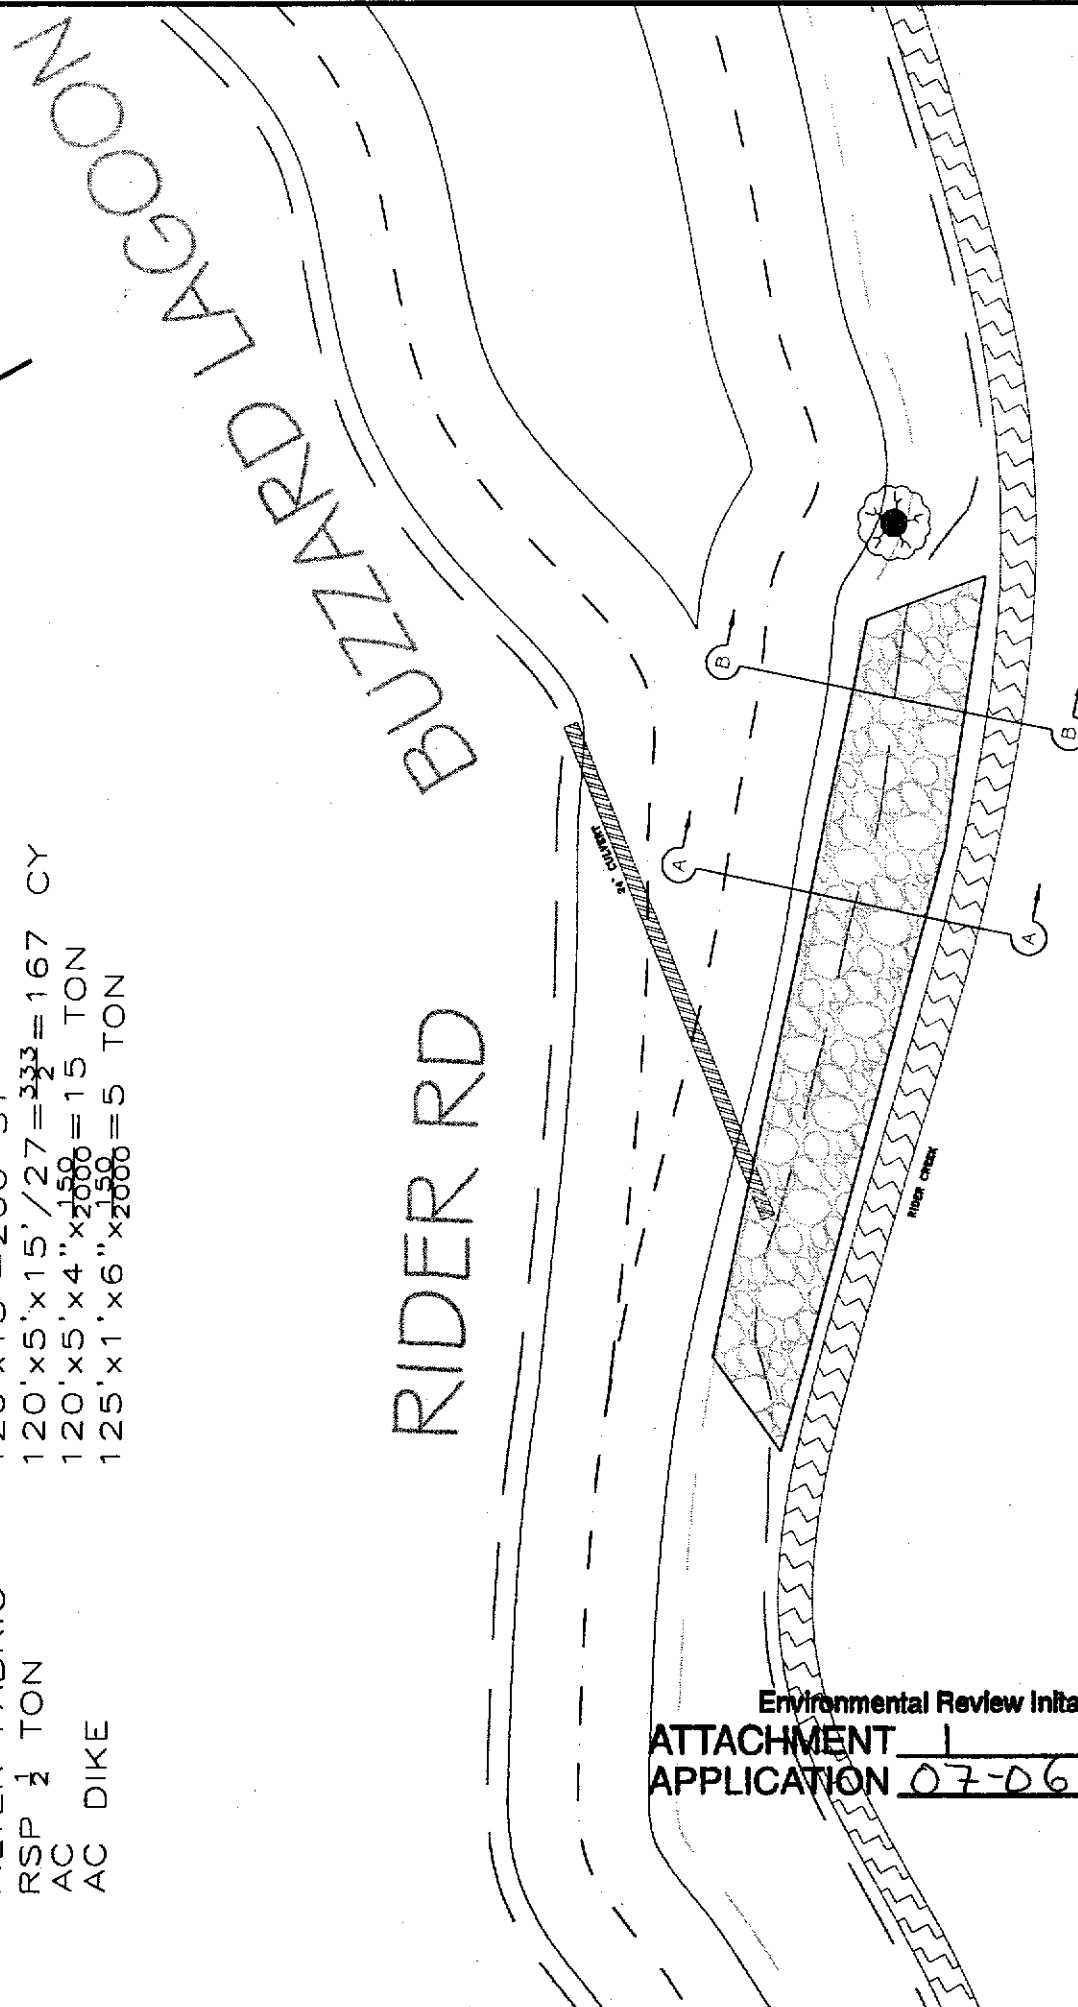 RSP 1/2 TON 120'x5'x15'/27=333/2=167 CY
AC 120'x5'x4"x150/2000=15 TON
AC DIKE 125'x1'x6"x150/2000=5 TON
BUZZARD LAGOON
RIDER RD
24" CULVERT
RIDER CREEK
A
A
B
B
Environmental Review Inita
ATTACHMENT 1
APPLICATION 07-06